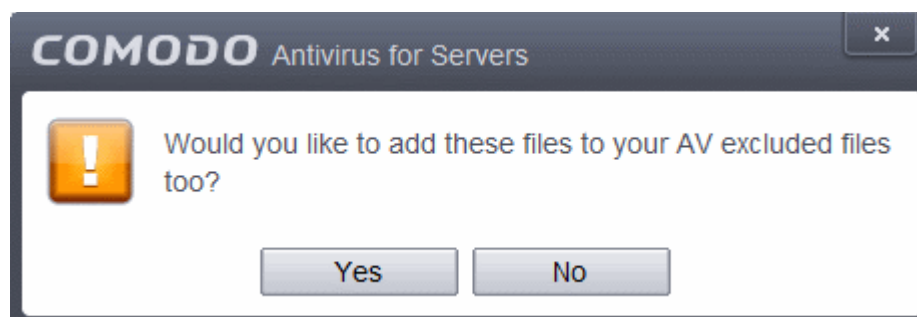 COMODO Antivirus for Servers
Would you like to add these files to your AV excluded files
too?
Yes No